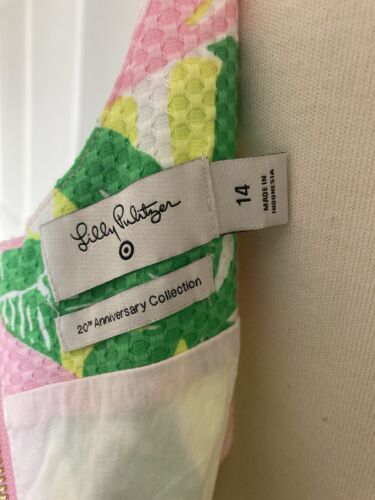 Lilly Pulitzer
20TH Anniversary Collection
14
MADE IN
INDONESIA